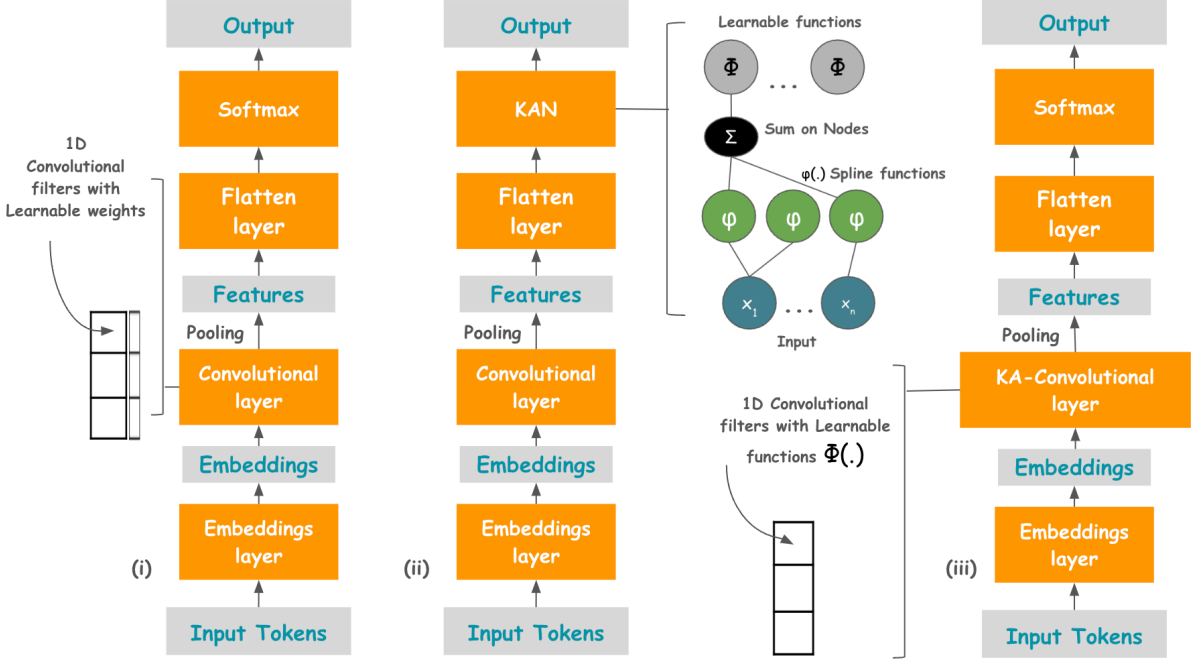 Output
Softmax
1D
Convolutional
filters with
Learnable weights
Flatten
layer
Features
Pooling
Convolutional
layer
Embeddings
Embeddings
layer
(i)
Input Tokens
Output
KAN
Flatten
layer
Features
Pooling
Convolutional
layer
Embeddings
Embeddings
layer
(ii)
Input Tokens
Learnable functions
Φ ... Φ
Σ Sum on Nodes
φ(.) Spline functions
φ φ φ
x1 ... xn
Input
1D Convolutional
filters with Learnable
functions Φ(.)
Output
Softmax
Flatten
layer
Features
Pooling
KA-Convolutional
layer
Embeddings
Embeddings
layer
(iii)
Input Tokens